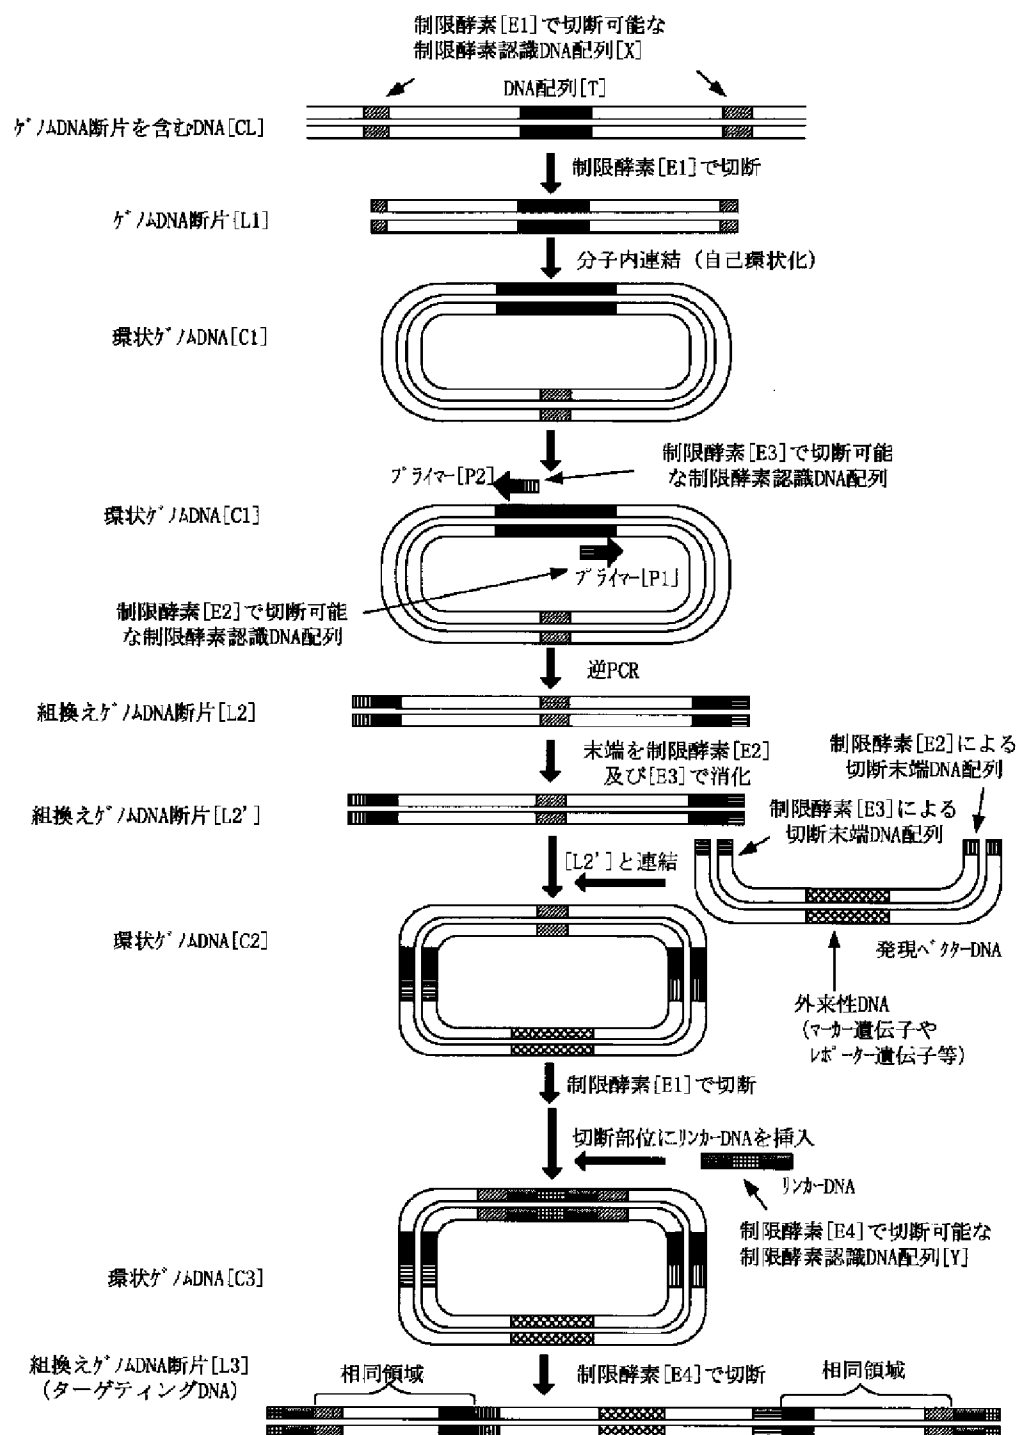 制限酵素[E1]で切断可能な
制限酵素認識DNA配列[X]
DNA配列[T]
ゲノムDNA断片を含むDNA[CL]
制限酵素[E1]で切断
ゲノムDNA断片[L1]
分子内連結（自己環状化）
環状ゲノムDNA[C1]
制限酵素[E3]で切断可能
な制限酵素認識DNA配列
プライマー[P2]
環状ゲノムDNA[C1]
プライマー[P1]
制限酵素[E2]で切断可能
な制限酵素認識DNA配列
逆PCR
組換えゲノムDNA断片[L2]
末端を制限酵素[E2]
及び[E3]で消化
制限酵素[E2]による
切断末端DNA配列
組換えゲノムDNA断片[L2']
制限酵素[E3]による
切断末端DNA配列
[L2']と連結
環状ゲノムDNA[C2]
発現ベクターDNA
外来性DNA
(マーカー遺伝子や
レポーター遺伝子等)
制限酵素[E1]で切断
切断部位にリンカーDNAを挿入
リンカーDNA
制限酵素[E4]で切断可能な
制限酵素認識DNA配列[Y]
環状ゲノムDNA[C3]
組換えゲノムDNA断片[L3]
(ターゲティングDNA)
相同領域
制限酵素[E4]で切断
相同領域